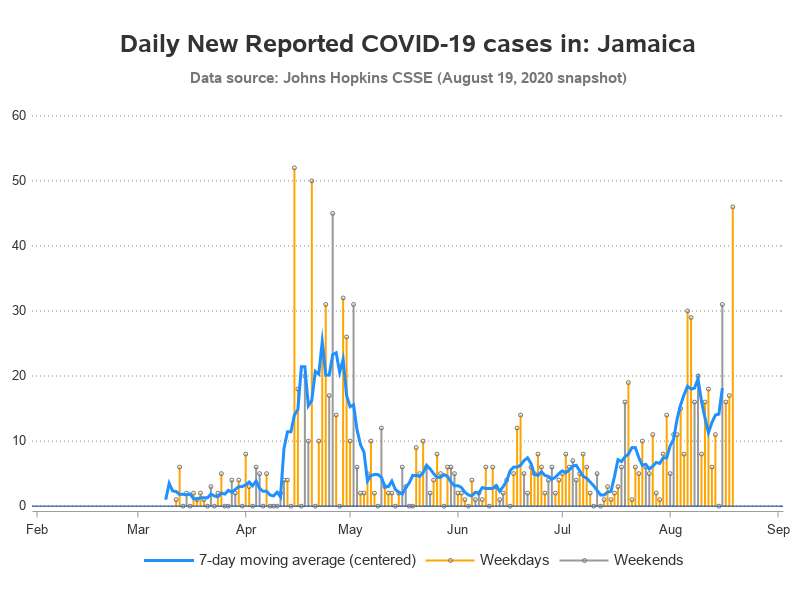 Daily New Reported COVID-19 cases in: Jamaica
Data source: Johns Hopkins CSSE (August 19, 2020 snapshot)
60
50
40
30
20
10
0
Feb Mar Apr May Jun Jul Aug Sep
7-day moving average (centered) Weekdays Weekends